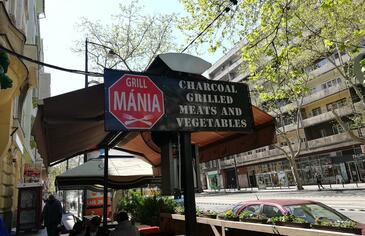 GRILL
MÁNIA
CHARCOAL
GRILLED
MEATS AND
VEGETABLES